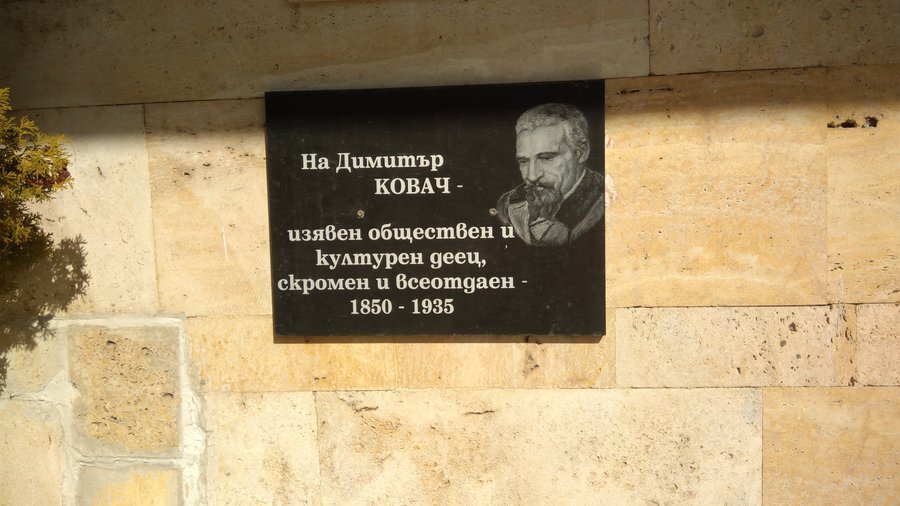 На Димитър
КОВАЧ -
изявен обществен и
културен деец,
скромен и всеотдаен -
1850 - 1935